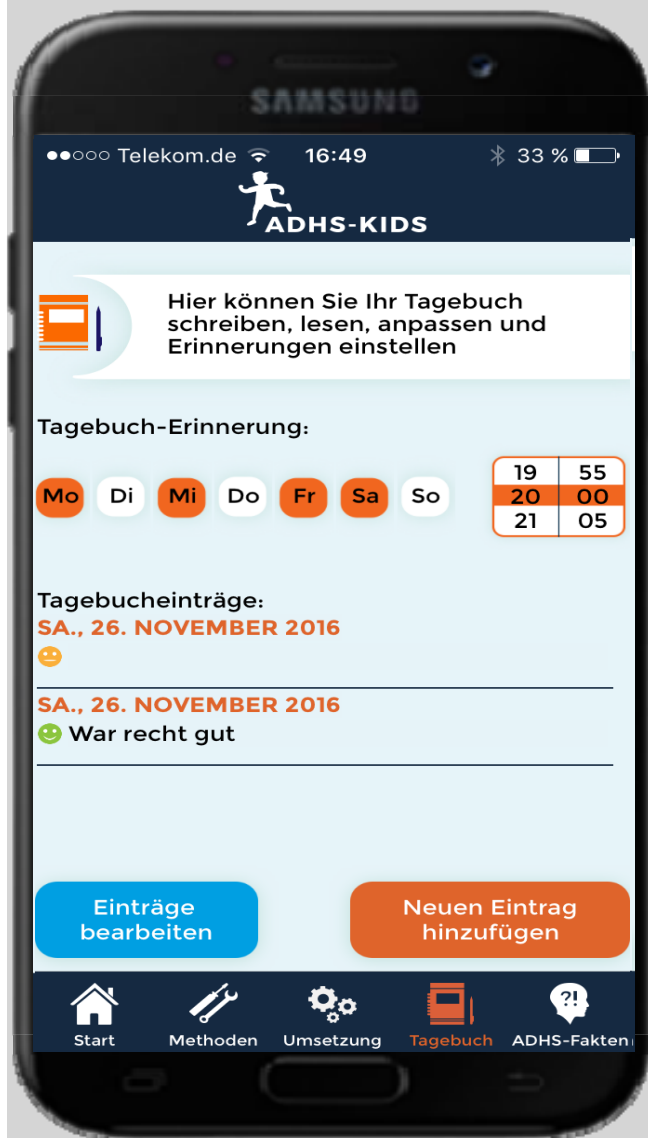 SAMSUNG
Telekom.de 16:49 33 %
ADHS-KIDS
Hier können Sie Ihr Tagebuch
schreiben, lesen, anpassen und
Erinnerungen einstellen
Tagebuch-Erinnerung:
Mo Di Mi Do Fr Sa So
19 55
20 00
21 05
Tagebucheinträge:
SA., 26. NOVEMBER 2016
SA., 26. NOVEMBER 2016
War recht gut
Einträge
bearbeiten
Neuen Eintrag
hinzufügen
?!
Start Methoden Umsetzung Tagebuch ADHS-Fakten